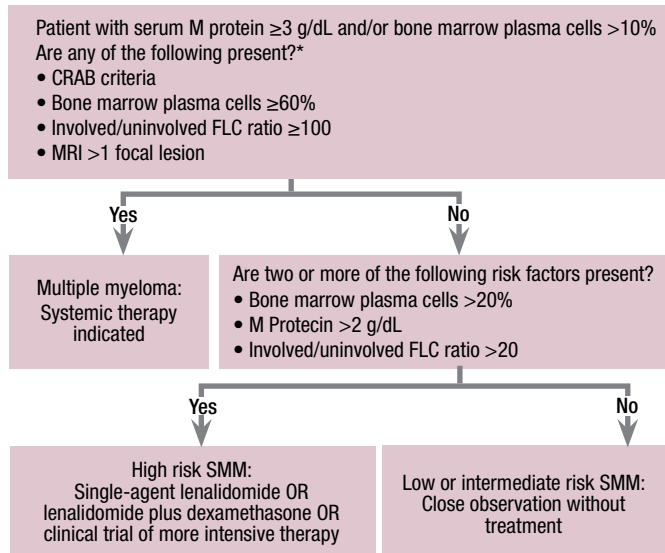 Patient with serum M protein ≥3 g/dL and/or bone marrow plasma cells >10%
Are any of the following present?*
• CRAB criteria
• Bone marrow plasma cells ≥60%
• Involved/uninvolved FLC ratio ≥100
• MRI >1 focal lesion
Yes
No
Multiple myeloma:
Systemic therapy
indicated
Are two or more of the following risk factors present?
• Bone marrow plasma cells >20%
• M Protecin >2 g/dL
• Involved/uninvolved FLC ratio >20
Yes
No
High risk SMM:
Single-agent lenalidomide OR
lenalidomide plus dexamethasone OR
clinical trial of more intensive therapy
Low or intermediate risk SMM:
Close observation without
treatment